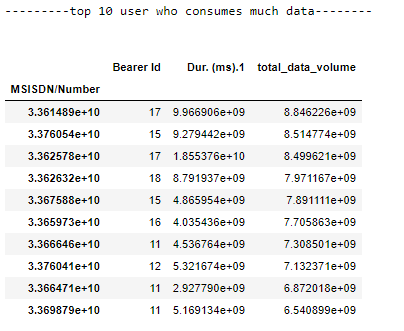 ---------top 10 user who consumes much data--------
Bearer Id Dur. (ms).1 total_data_volume
MSISDN/Number
3.361489e+10 17 9.966906e+09 8.846226e+09
3.376054e+10 15 9.279442e+09 8.514774e+09
3.362578e+10 17 1.855376e+10 8.499621e+09
3.362632e+10 18 8.791937e+09 7.971167e+09
3.367588e+10 15 4.865954e+09 7.891111e+09
3.365973e+10 16 4.035436e+09 7.705863e+09
3.366646e+10 11 4.536764e+09 7.308501e+09
3.376041e+10 12 5.321674e+09 7.132371e+09
3.366471e+10 11 2.927790e+09 6.872018e+09
3.369879e+10 11 5.169134e+09 6.540899e+09